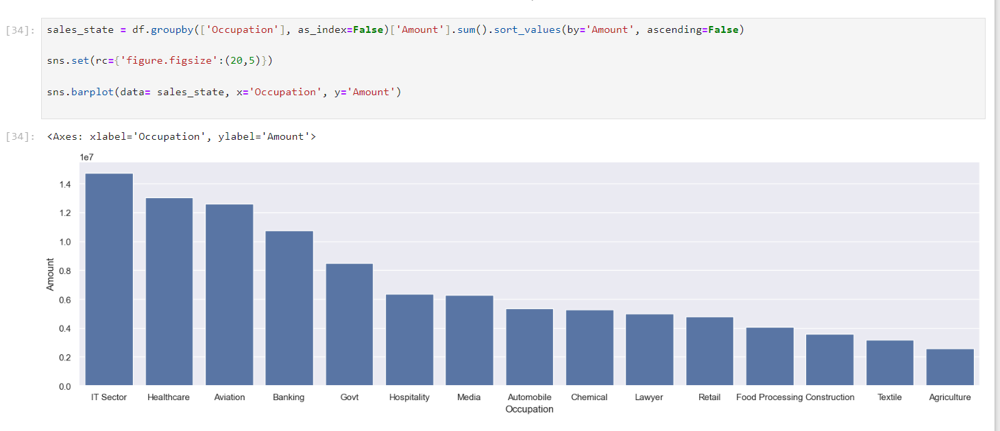 [34]: sales_state = df.groupby(['Occupation'], as_index=False)['Amount'].sum().sort_values(by='Amount', ascending=False)
sns.set(rc={'figure.figsize':(20,5)})
sns.barplot(data= sales_state, x='Occupation', y='Amount')
[34]: <Axes: xlabel='Occupation', ylabel='Amount'>
1e7
1.4
1.2
1.0
0.8
0.6
0.4
0.2
0.0
Amount
IT Sector Healthcare Aviation Banking Govt Hospitality Media Automobile Chemical Lawyer Retail Food Processing Construction Textile Agriculture
Occupation